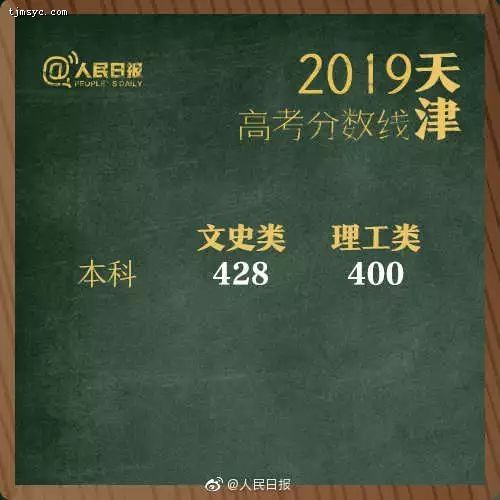 tjmsyc.com
@人民日报
PEOPLE'S DAILY
2019天津
高考分数线
文史类 理工类
本科 428 400
@人民日报